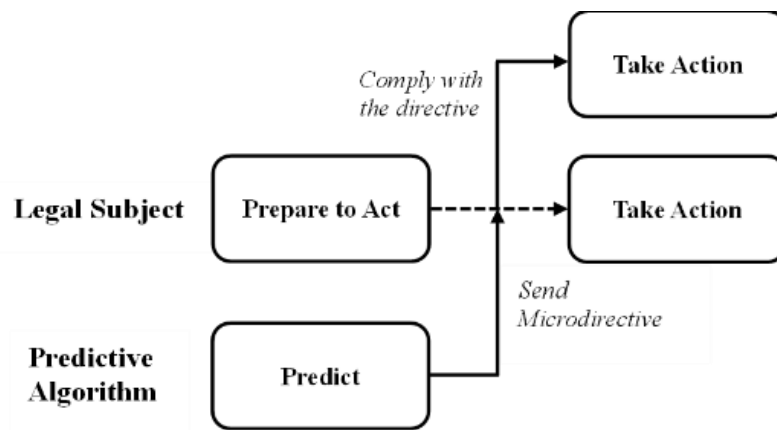 Take Action
Comply with
the directive
Legal Subject
Prepare to Act
Take Action
Send
Microdirective
Predictive
Algorithm
Predict